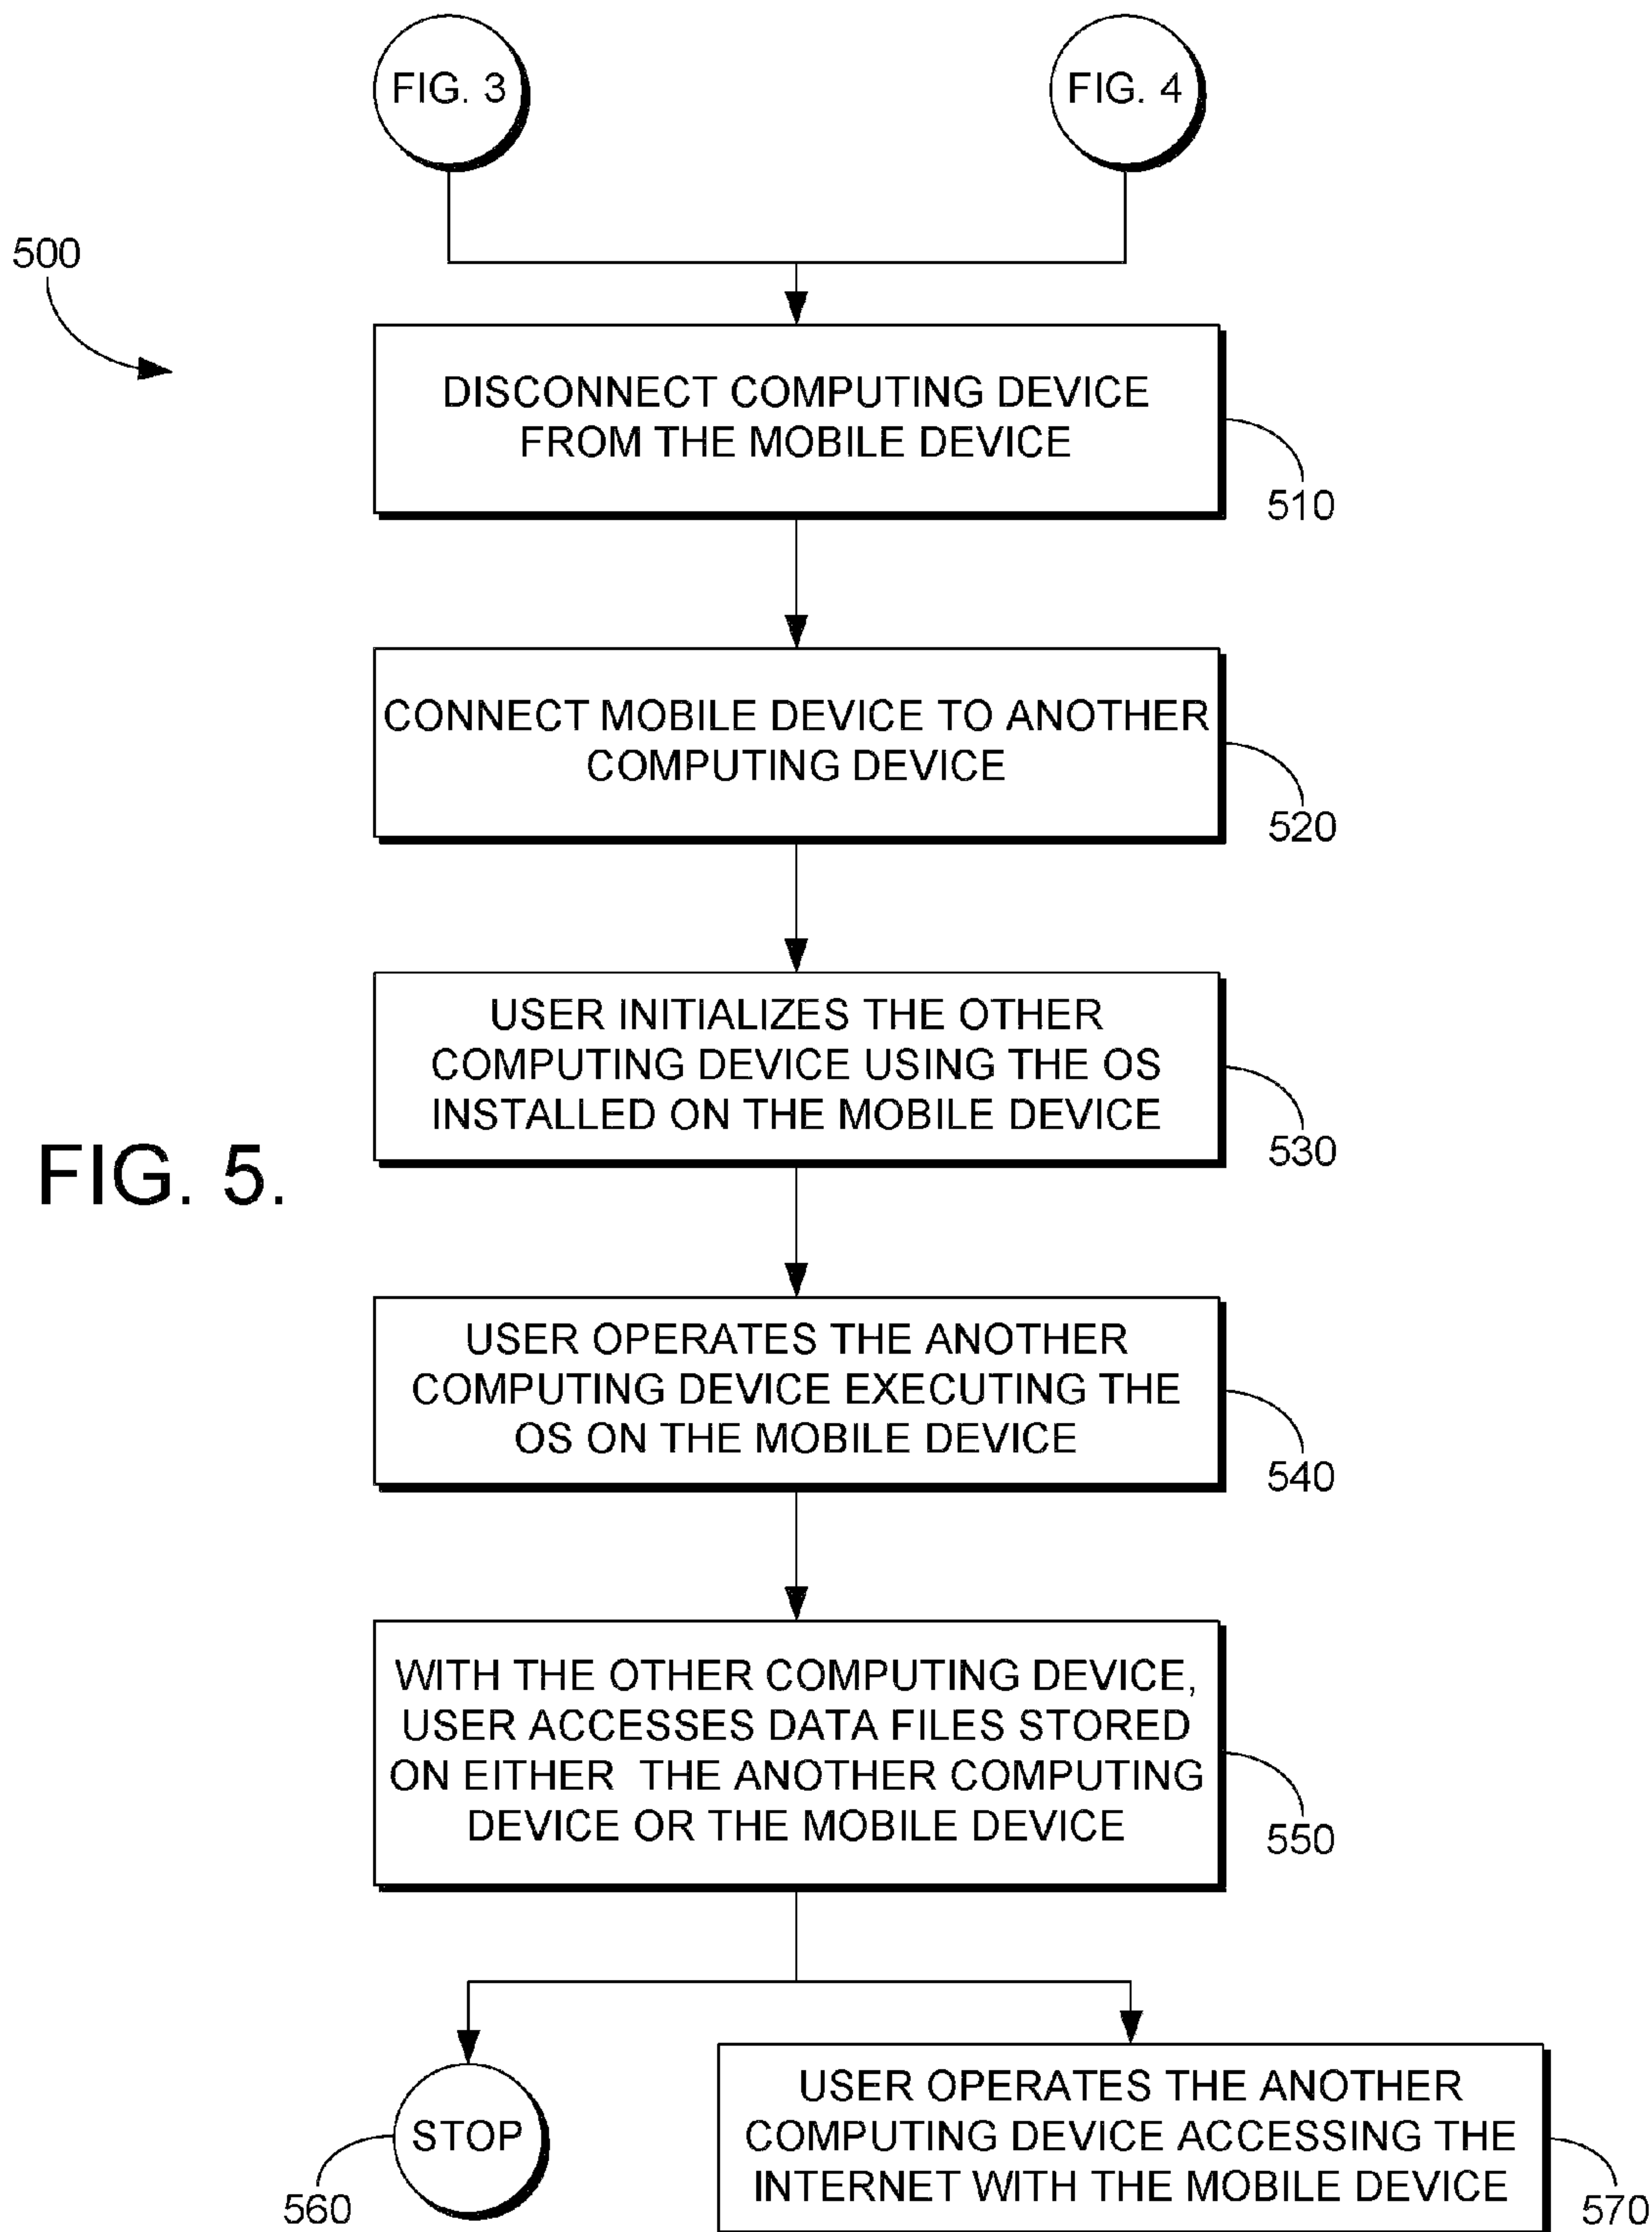 FIG. 3
FIG. 4
500
DISCONNECT COMPUTING DEVICE
FROM THE MOBILE DEVICE
510
CONNECT MOBILE DEVICE TO ANOTHER
COMPUTING DEVICE
520
USER INITIALIZES THE OTHER
COMPUTING DEVICE USING THE OS
INSTALLED ON THE MOBILE DEVICE
530
FIG. 5.
USER OPERATES THE ANOTHER
COMPUTING DEVICE EXECUTING THE
OS ON THE MOBILE DEVICE
540
WITH THE OTHER COMPUTING DEVICE,
USER ACCESSES DATA FILES STORED
ON EITHER THE ANOTHER COMPUTING
DEVICE OR THE MOBILE DEVICE
550
STOP
560
USER OPERATES THE ANOTHER
COMPUTING DEVICE ACCESSING THE
INTERNET WITH THE MOBILE DEVICE
570